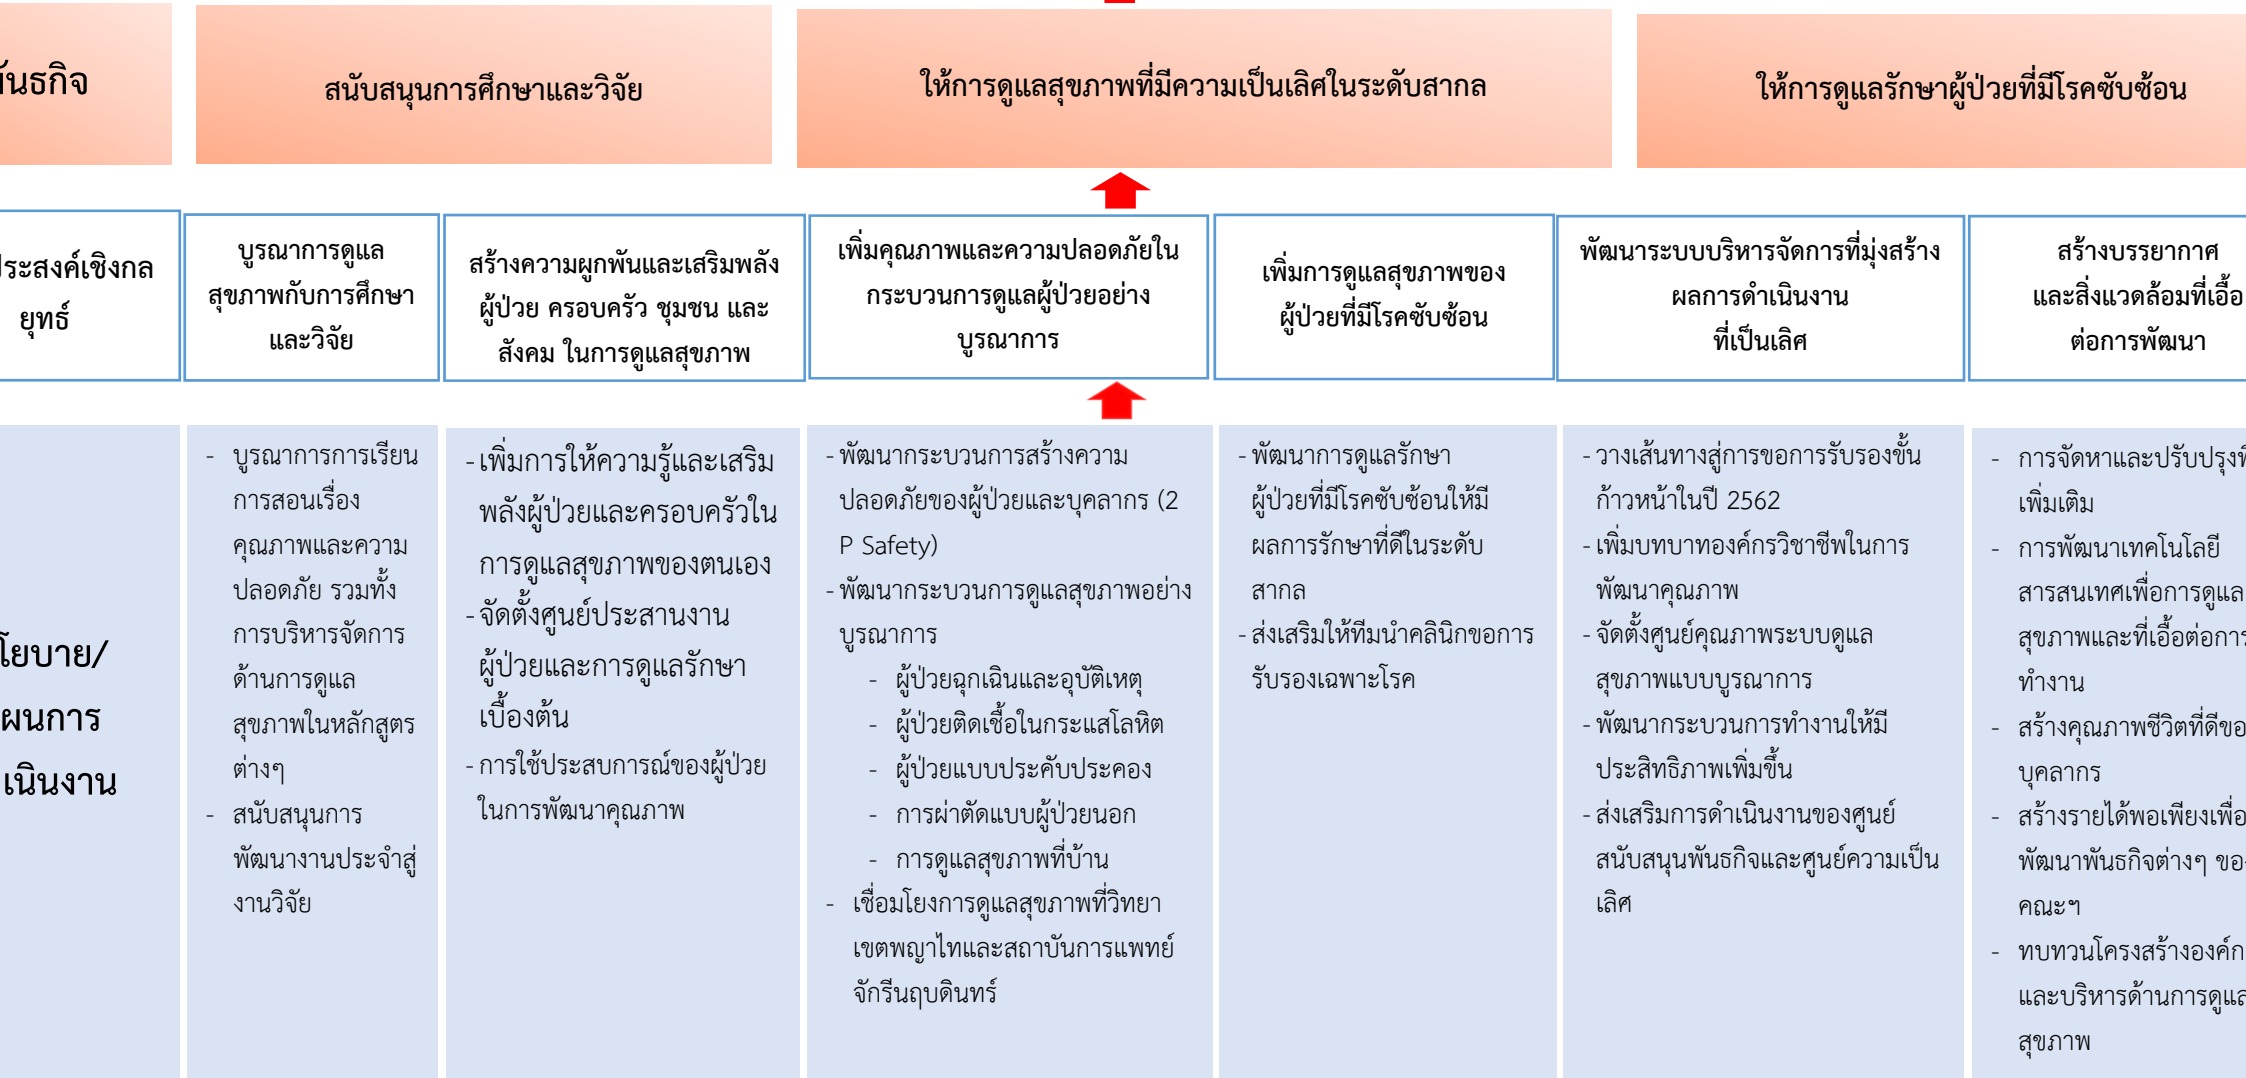 พันธกิจ
สนับสนุนการศึกษาและวิจัย
ให้การดูแลสุขภาพที่มีความเป็นเลิศในระดับสากล
ให้การดูแลรักษาผู้ป่วยที่มีโรคซับซ้อน
ประสงค์เชิงกล
ยุทธ์
บูรณาการดูแล
สุขภาพกับการศึกษา
และวิจัย
สร้างความผูกพันและเสริมพลัง
ผู้ป่วย ครอบครัว ชุมชน และ
สังคม ในการดูแลสุขภาพ
เพิ่มคุณภาพและความปลอดภัยใน
กระบวนการดูแลผู้ป่วยอย่าง
บูรณาการ
เพิ่มการดูแลสุขภาพของ
ผู้ป่วยที่มีโรคซับซ้อน
พัฒนาระบบบริหารจัดการที่มุ่งสร้าง
ผลการดำเนินงาน
ที่เป็นเลิศ
สร้างบรรยากาศ
และสิ่งแวดล้อมที่เอื้อ
ต่อการพัฒนา
โยบาย/
ผนการ
เนินงาน
- บูรณาการการเรียน
การสอนเรื่อง
คุณภาพและความ
ปลอดภัย รวมทั้ง
การบริหารจัดการ
ด้านการดูแล
สุขภาพในหลักสูตร
ต่างๆ
- สนับสนุนการ
พัฒนางานประจำสู่
งานวิจัย
- เพิ่มการให้ความรู้และเสริม
พลังผู้ป่วยและครอบครัวใน
การดูแลสุขภาพของตนเอง
- จัดตั้งศูนย์ประสานงาน
ผู้ป่วยและการดูแลรักษา
เบื้องต้น
- การใช้ประสบการณ์ของผู้ป่วย
ในการพัฒนาคุณภาพ
- พัฒนากระบวนการสร้างความ
ปลอดภัยของผู้ป่วยและบุคลากร (2
P Safety)
- พัฒนากระบวนการดูแลสุขภาพอย่าง
บูรณาการ
- ผู้ป่วยฉุกเฉินและอุบัติเหตุ
- ผู้ป่วยติดเชื้อในกระแสโลหิต
- ผู้ป่วยแบบประคับประคอง
- การผ่าตัดแบบผู้ป่วยนอก
- การดูแลสุขภาพที่บ้าน
- เชื่อมโยงการดูแลสุขภาพที่วิทยา
เขตพญาไทและสถาบันการแพทย์
จักรีนฤบดินทร์
- พัฒนาการดูแลรักษา
ผู้ป่วยที่มีโรคซับซ้อนให้มี
ผลการรักษาที่ดีในระดับ
สากล
- ส่งเสริมให้ทีมนำคลินิกขอการ
รับรองเฉพาะโรค
- วางเส้นทางสู่การขอการรับรองขั้น
ก้าวหน้าในปี 2562
- เพิ่มบทบาทองค์กรวิชาชีพในการ
พัฒนาคุณภาพ
- จัดตั้งศูนย์คุณภาพระบบดูแล
สุขภาพแบบบูรณาการ
- พัฒนากระบวนการทำงานให้มี
ประสิทธิภาพเพิ่มขึ้น
- ส่งเสริมการดำเนินงานของศูนย์
สนับสนุนพันธกิจและศูนย์ความเป็น
เลิศ
- การจัดหาและปรับปรุง
เพิ่มเติม
- การพัฒนาเทคโนโลยี
สารสนเทศเพื่อการดูแล
สุขภาพและที่เอื้อต่อการ
ทำงาน
- สร้างคุณภาพชีวิตที่ดีขอ
บุคลากร
- สร้างรายได้พอเพียงเพื่อ
พัฒนาพันธกิจต่างๆ ขอ
คณะฯ
- ทบทวนโครงสร้างองค์ก
และบริหารด้านการดูแล
สุขภาพ